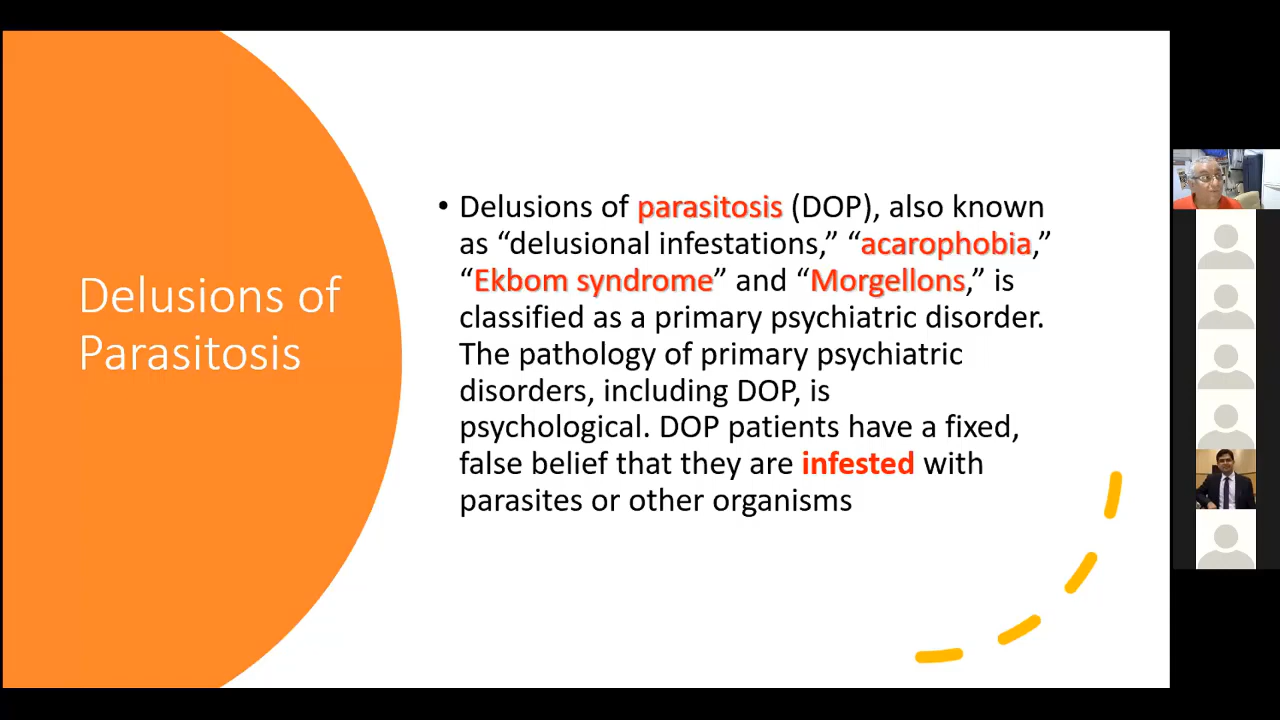 Delusions of
Parasitosis
• Delusions of parasitosis (DOP), also known
as “delusional infestations,” “acarophobia,”
“Ekbom syndrome” and “Morgellons,” is
classified as a primary psychiatric disorder.
The pathology of primary psychiatric
disorders, including DOP, is
psychological. DOP patients have a fixed,
false belief that they are infested with
parasites or other organisms